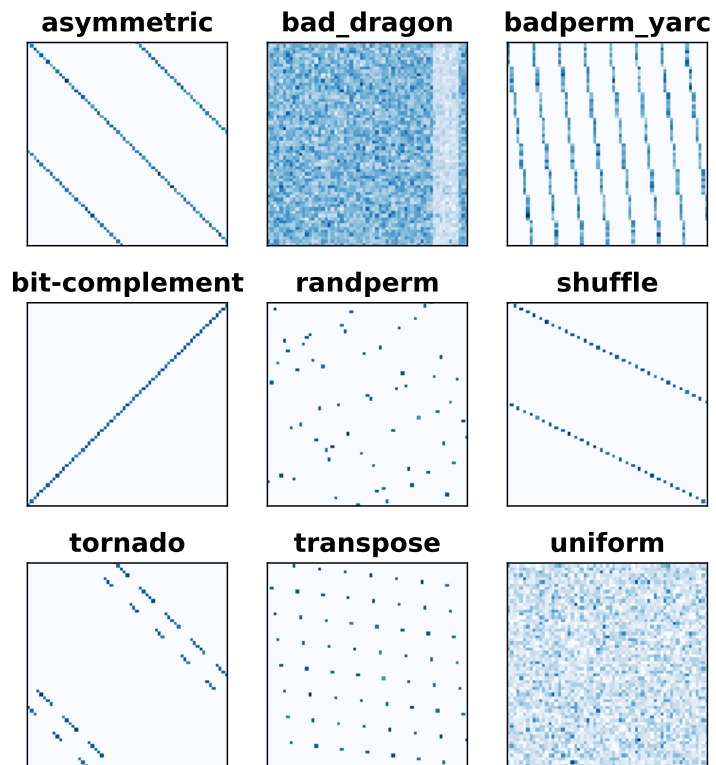 asymmetric bad_dragon badperm_yarc
bit-complement randperm shuffle
tornado transpose uniform